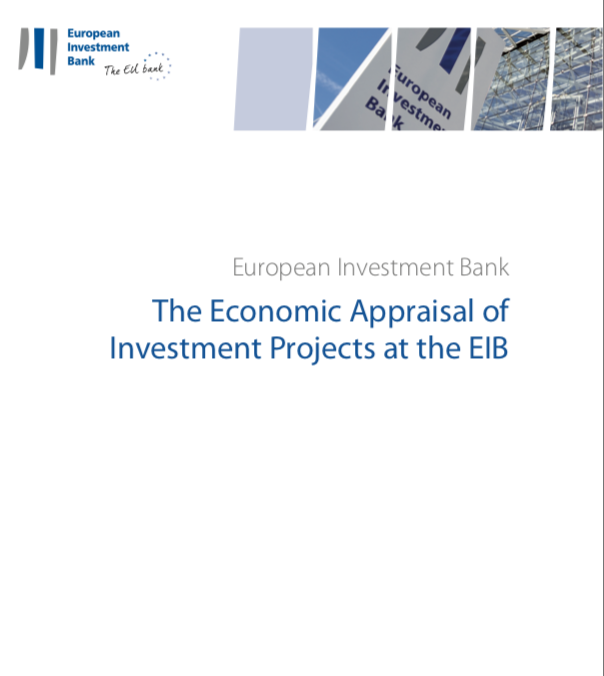 European
Investment
Bank
The EU bank
European
Investme
Bank
European Investment Bank
The Economic Appraisal of
Investment Projects at the EIB